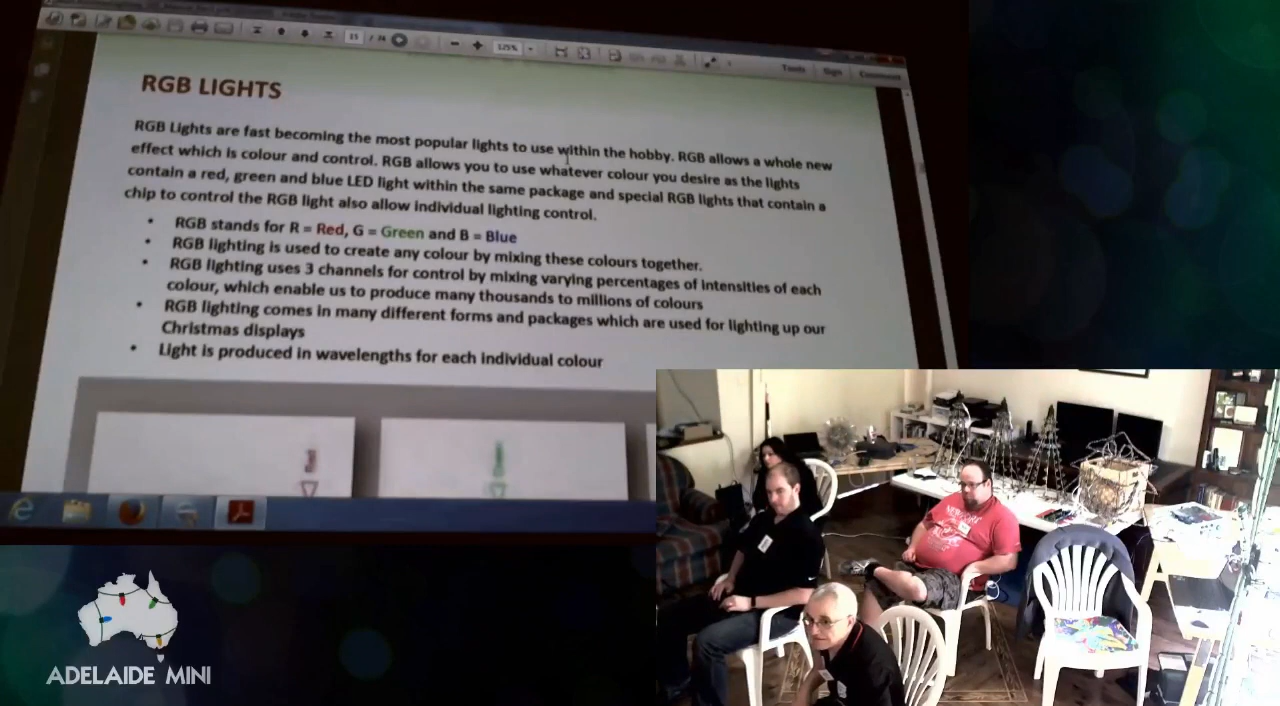 15 / 74
125%
Tools
Sign
Comment
RGB LIGHTS
RGB Lights are fast becoming the most popular lights to use within the hobby. RGB allows a whole new
effect which is colour and control. RGB allows you to use whatever colour you desire as the lights
contain a red, green and blue LED light within the same package and special RGB lights that contain a
chip to control the RGB light also allow individual lighting control.
• RGB stands for R = Red, G = Green and B = Blue
• RGB lighting is used to create any colour by mixing these colours together.
• RGB lighting uses 3 channels for control by mixing varying percentages of intensities of each
colour, which enable us to produce many thousands to millions of colours
• RGB lighting comes in many different forms and packages which are used for lighting up our
Christmas displays
• Light is produced in wavelengths for each individual colour
ADELAIDE MINI